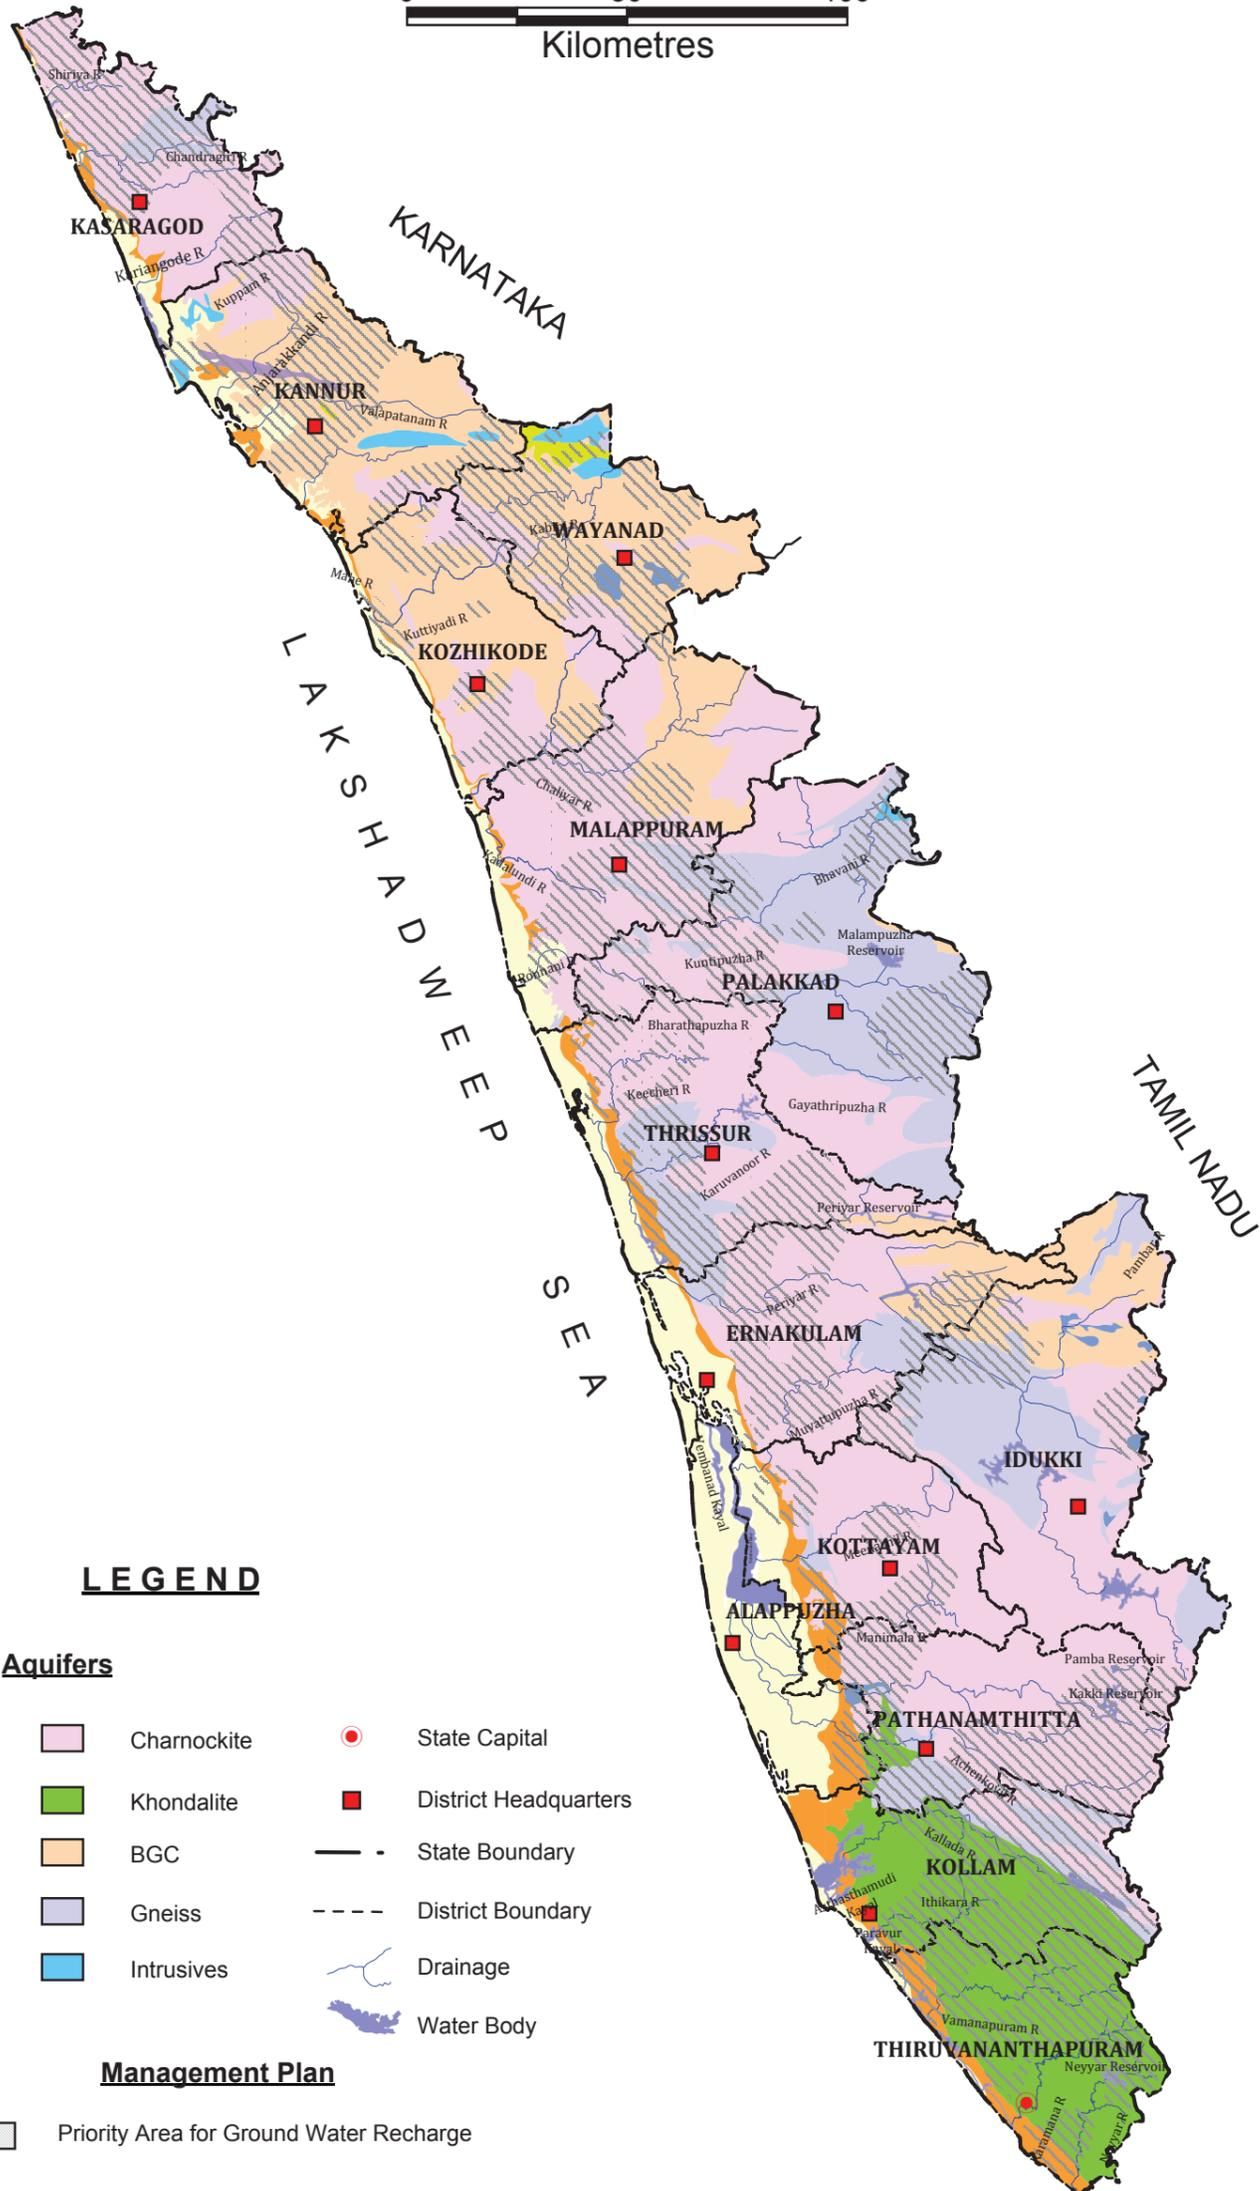 Kilometres
Shiriya R
Chandragiri R
KARNATAKA
KASARAGOD
Kariangode R
Kuppam R
Anjarakkandi R
KANNUR
Valapatanam R
WAYANAD
Mahe R
Kuttiyadi R
KOZHIKODE
LAKSHADWEEP SEA
Chaliyar R
MALAPPURAM
Kadalundi R
Bhavani R
Malampuzha
Reservoir
Ponnani R
Kuntipuzha R
PALAKKAD
Bharathapuzha R
TAMIL NADU
Keecheri R
Gayathripuzha R
THRISSUR
Karuvanoor R
Periyar Reservoir
Pambar R
Periyar R
ERNAKULAM
Muvattupuzha R
Vembanad Kayal
IDUKKI
KOTTAYAM
ALAPPUZHA
Manimala R
Pamba Reservoir
Kakki Reservoir
PATHANAMTHITTA
Achenkovil R
Kallada R
KOLLAM
Ithikara R
Ashasthamudi
Kayal
Paravur
Kayal
Vamanapuram R
THIRUVANANTHAPURAM
Neyyar Reservoir
Karamana R
Neyyar R
LEGEND
Aquifers
Charnockite
State Capital
Khondalite
District Headquarters
BGC
State Boundary
Gneiss
District Boundary
Intrusives
Drainage
Water Body
Management Plan
Priority Area for Ground Water Recharge